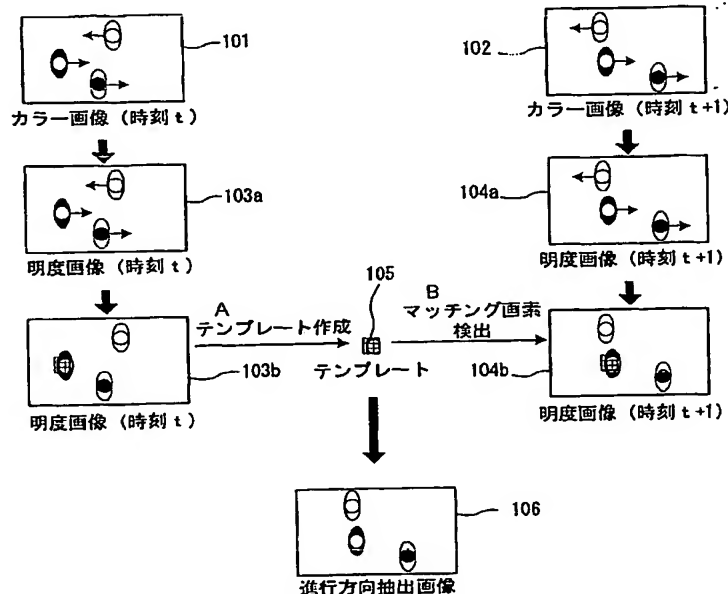 101
102
カラー画像 (時刻 t)
カラー画像 (時刻 t+1)
103a
104a
明度画像 (時刻 t)
明度画像 (時刻 t+1)
105
A
テンプレート作成
B
マッチング画素
検出
テンプレート
103b
104b
明度画像 (時刻 t)
明度画像 (時刻 t+1)
106
進行方向抽出画像